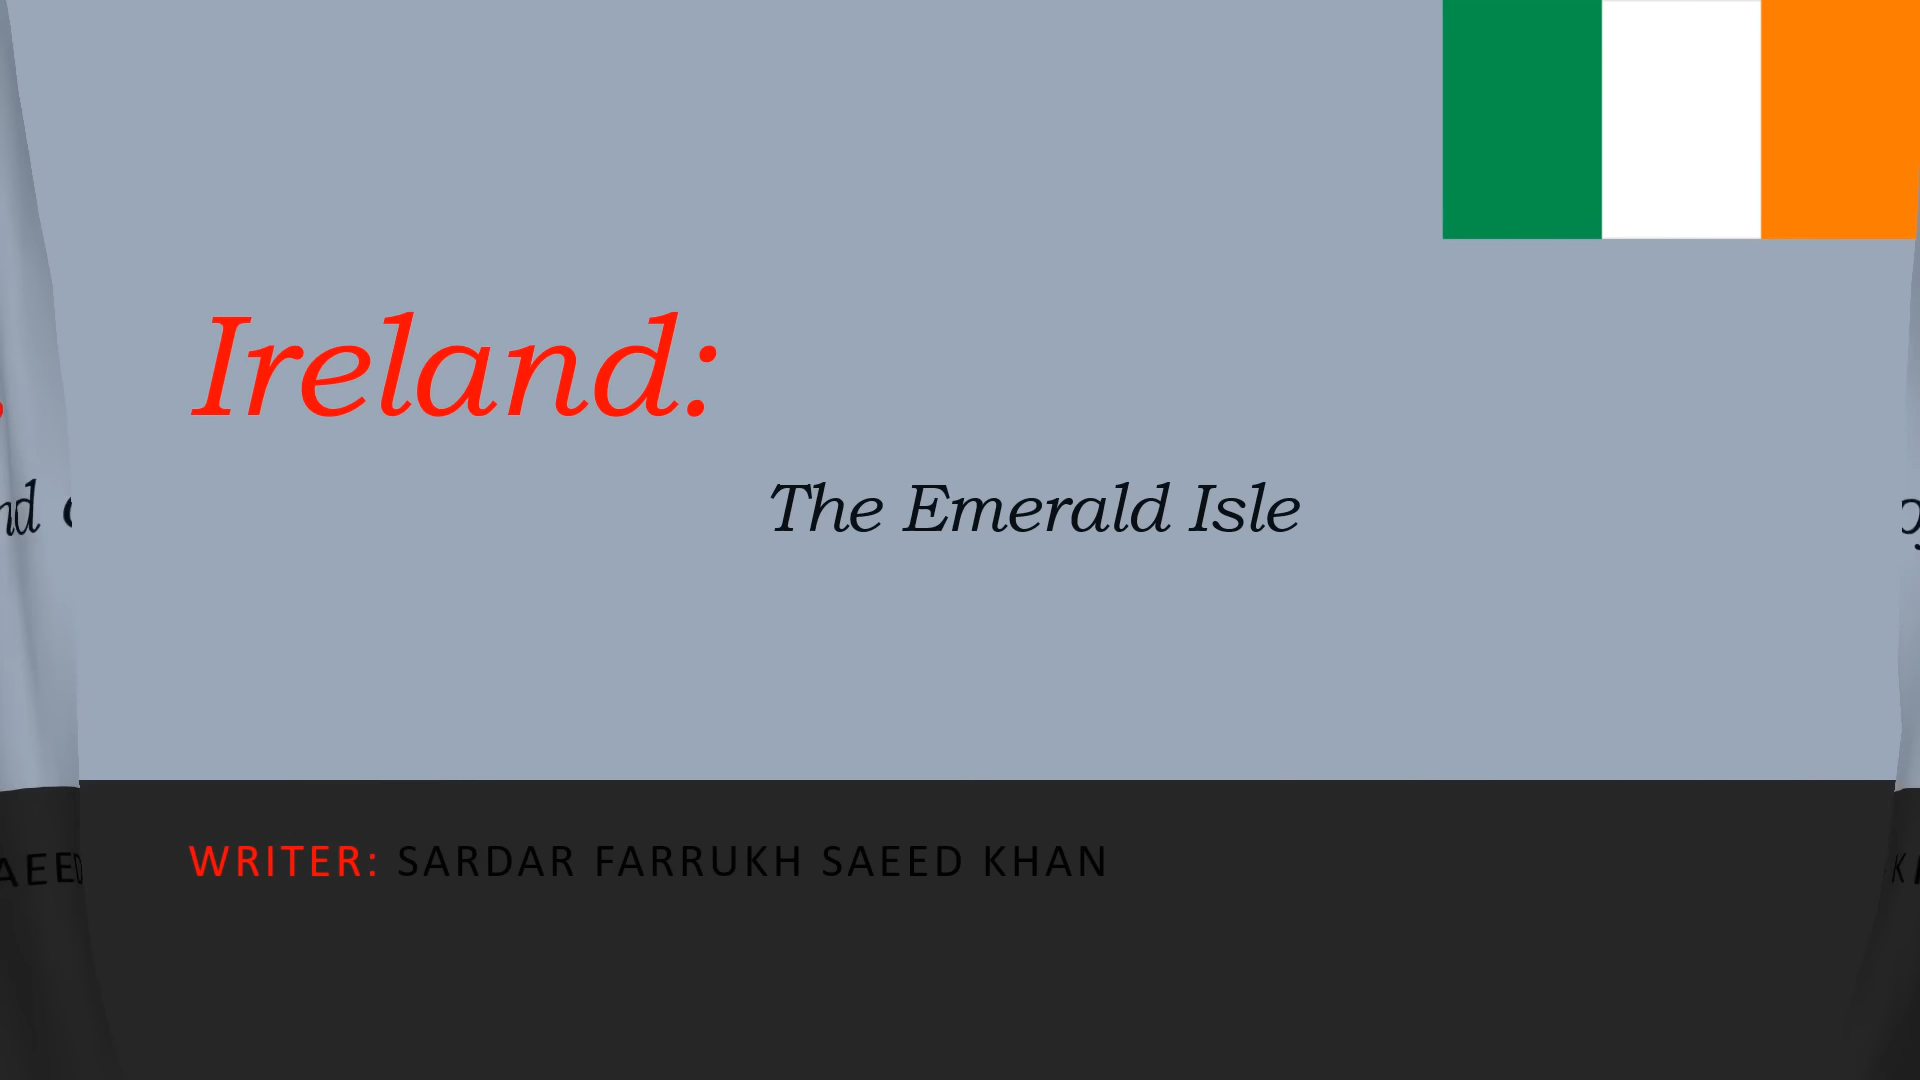 Ireland:
The Emerald Isle
WRITER: SARDAR FARRUKH SAEED KHAN